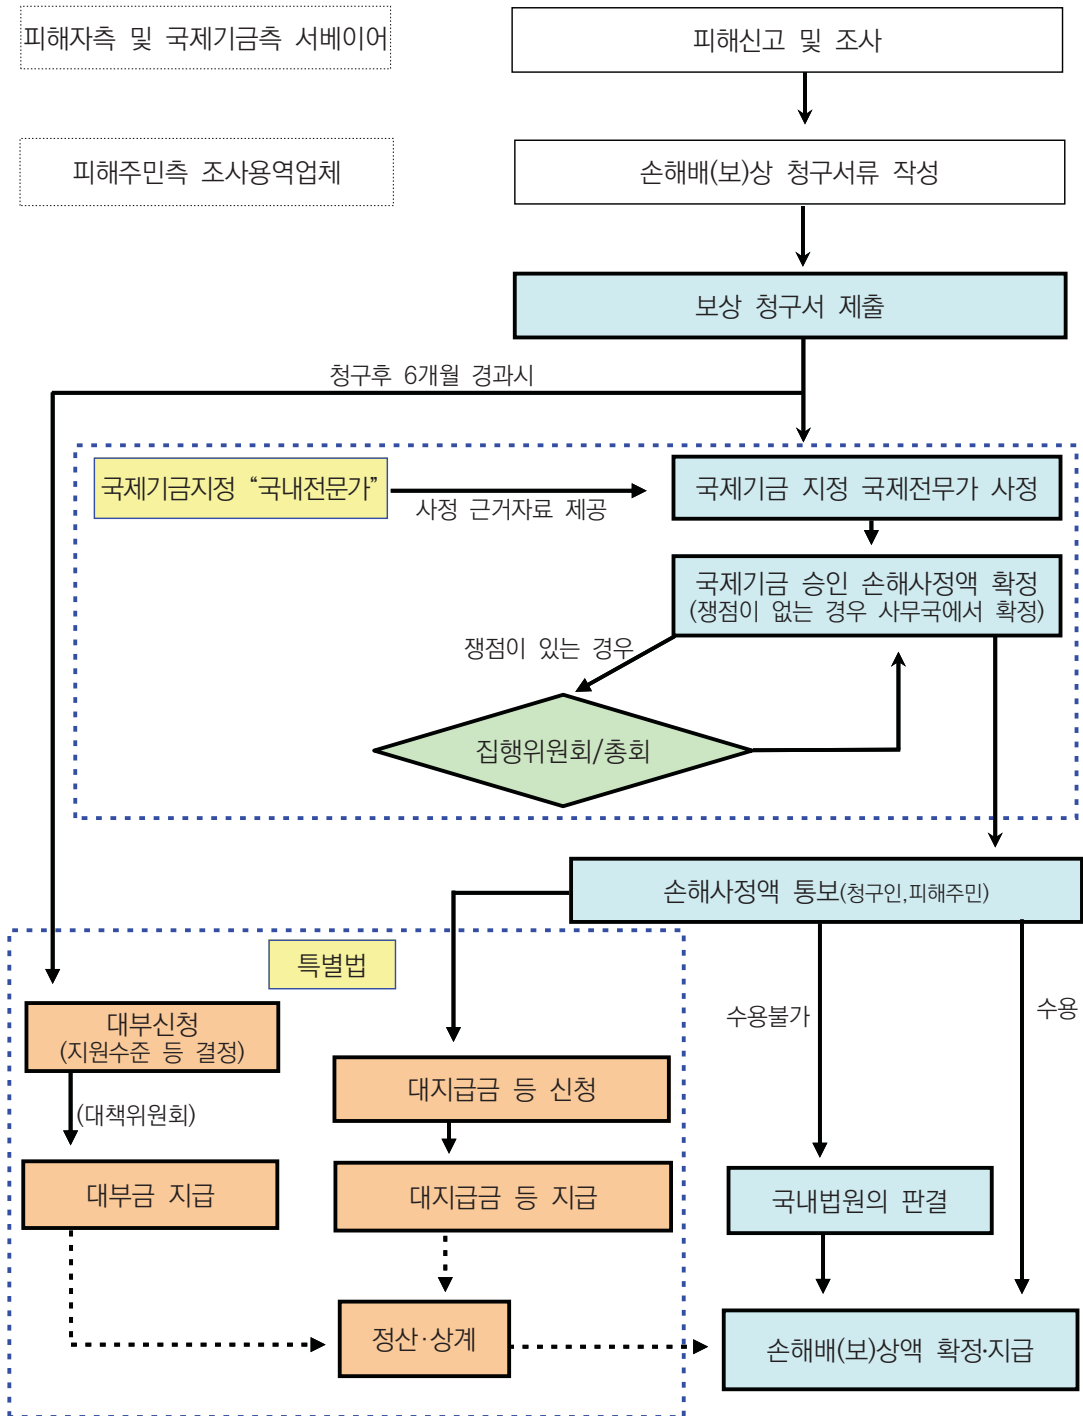 피해자측 및 국제기금측 서베이어
피해신고 및 조사
피해주민측 조사용역업체
손해배(보)상 청구서류 작성
보상 청구서 제출
청구후 6개월 경과시
국제기금지정 “국내전문가”
사정 근거자료 제공
국제기금 지정 국제전무가 사정
국제기금 승인 손해사정액 확정
(쟁점이 없는 경우 사무국에서 확정)
쟁점이 있는 경우
집행위원회/총회
손해사정액 통보(청구인,피해주민)
특별법
수용불가
수용
대부신청
(지원수준 등 결정)
대지급금 등 신청
(대책위원회)
대부금 지급
대지급금 등 지급
국내법원의 판결
정산·상계
손해배(보)상액 확정·지급